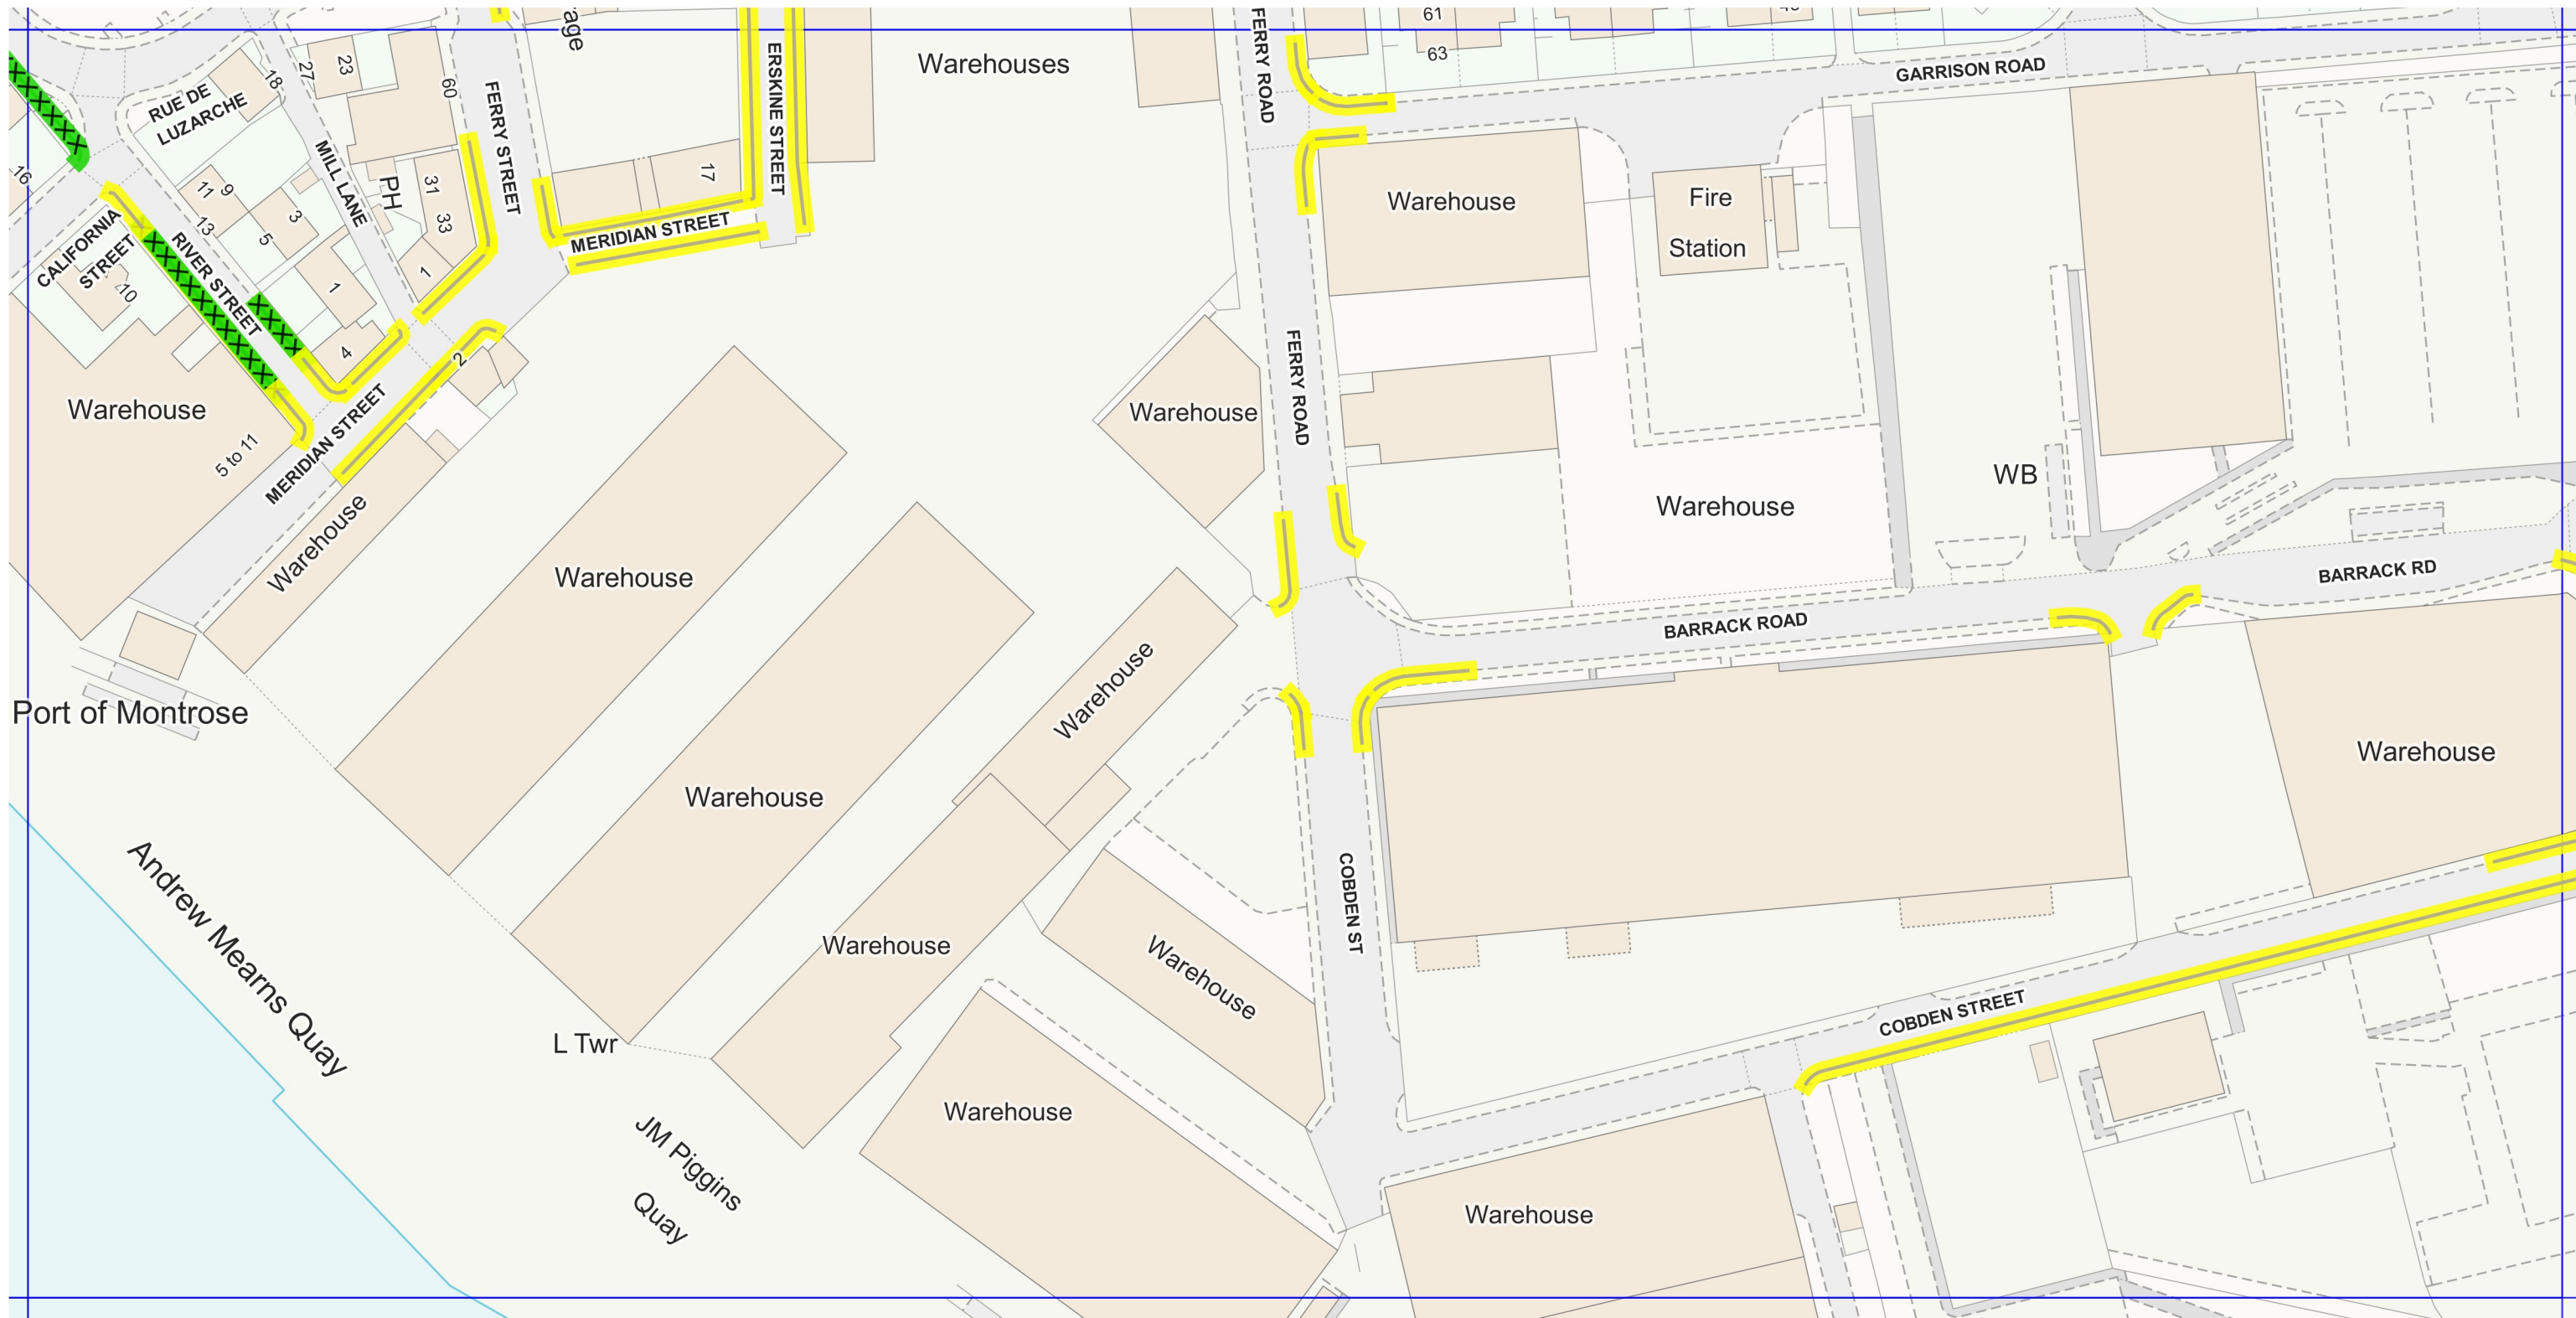 age
61
63
FERRY ROAD
GARRISON ROAD
Warehouses
ERSKINE STREET
23
27
18
60
FERRY STREET
RUE DE
LUZARCHE
MILL LANE
16
PH
31
33
17
11
9
13
3
5
CALIFORNIA
STREET
10
RIVER STREET
1
1
4
2
MERIDIAN STREET
Warehouse
Fire
Station
FERRY ROAD
Warehouse
5 to 11
MERIDIAN STREET
Warehouse
Warehouse
WB
Warehouse
Warehouse
BARRACK RD
BARRACK ROAD
Warehouse
Port of Montrose
Warehouse
Warehouse
COBDEN ST
Andrew Mearns Quay
Warehouse
Warehouse
COBDEN STREET
L Twr
Warehouse
JM Piggins
Quay
Warehouse